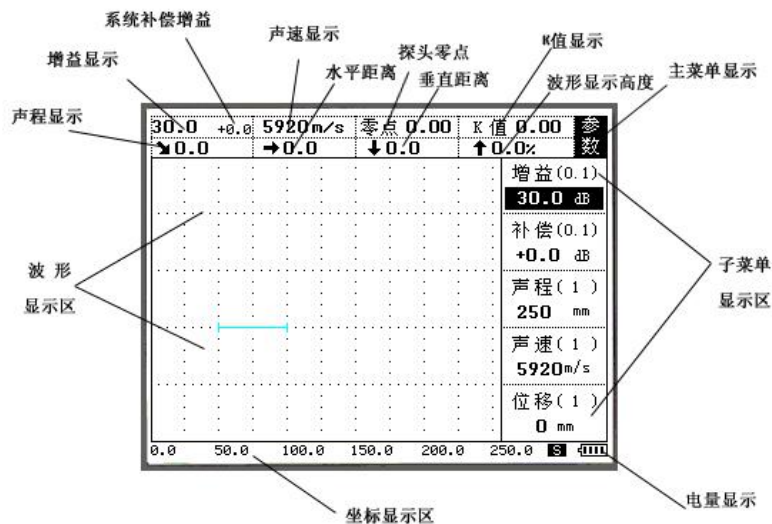 系统补偿增益
声速显示
探头零点
K值显示
增益显示
水平距离
垂直距离
波形显示高度
主菜单显示
声程显示
30.0 +0.0 5920m/s 零点 0.00 K 值 0.00 参数
↘0.0 →0.0 ↓0.0 ↑0.0%
增益(0.1)
30.0 dB
补偿(0.1)
+0.0 dB
波 形
显示区
子菜单
显示区
声程( 1 )
250 mm
声速( 1 )
5920m/s
位移( 1 )
0 mm
0.0 50.0 100.0 150.0 200.0 250.0 S
电量显示
坐标显示区